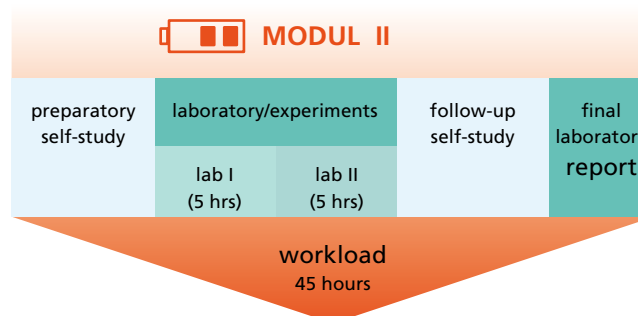 MODUL II
preparatory
self-study
laboratory/experiments
lab I
(5 hrs)
lab II
(5 hrs)
follow-up
self-study
final
laborator
report
workload
45 hours